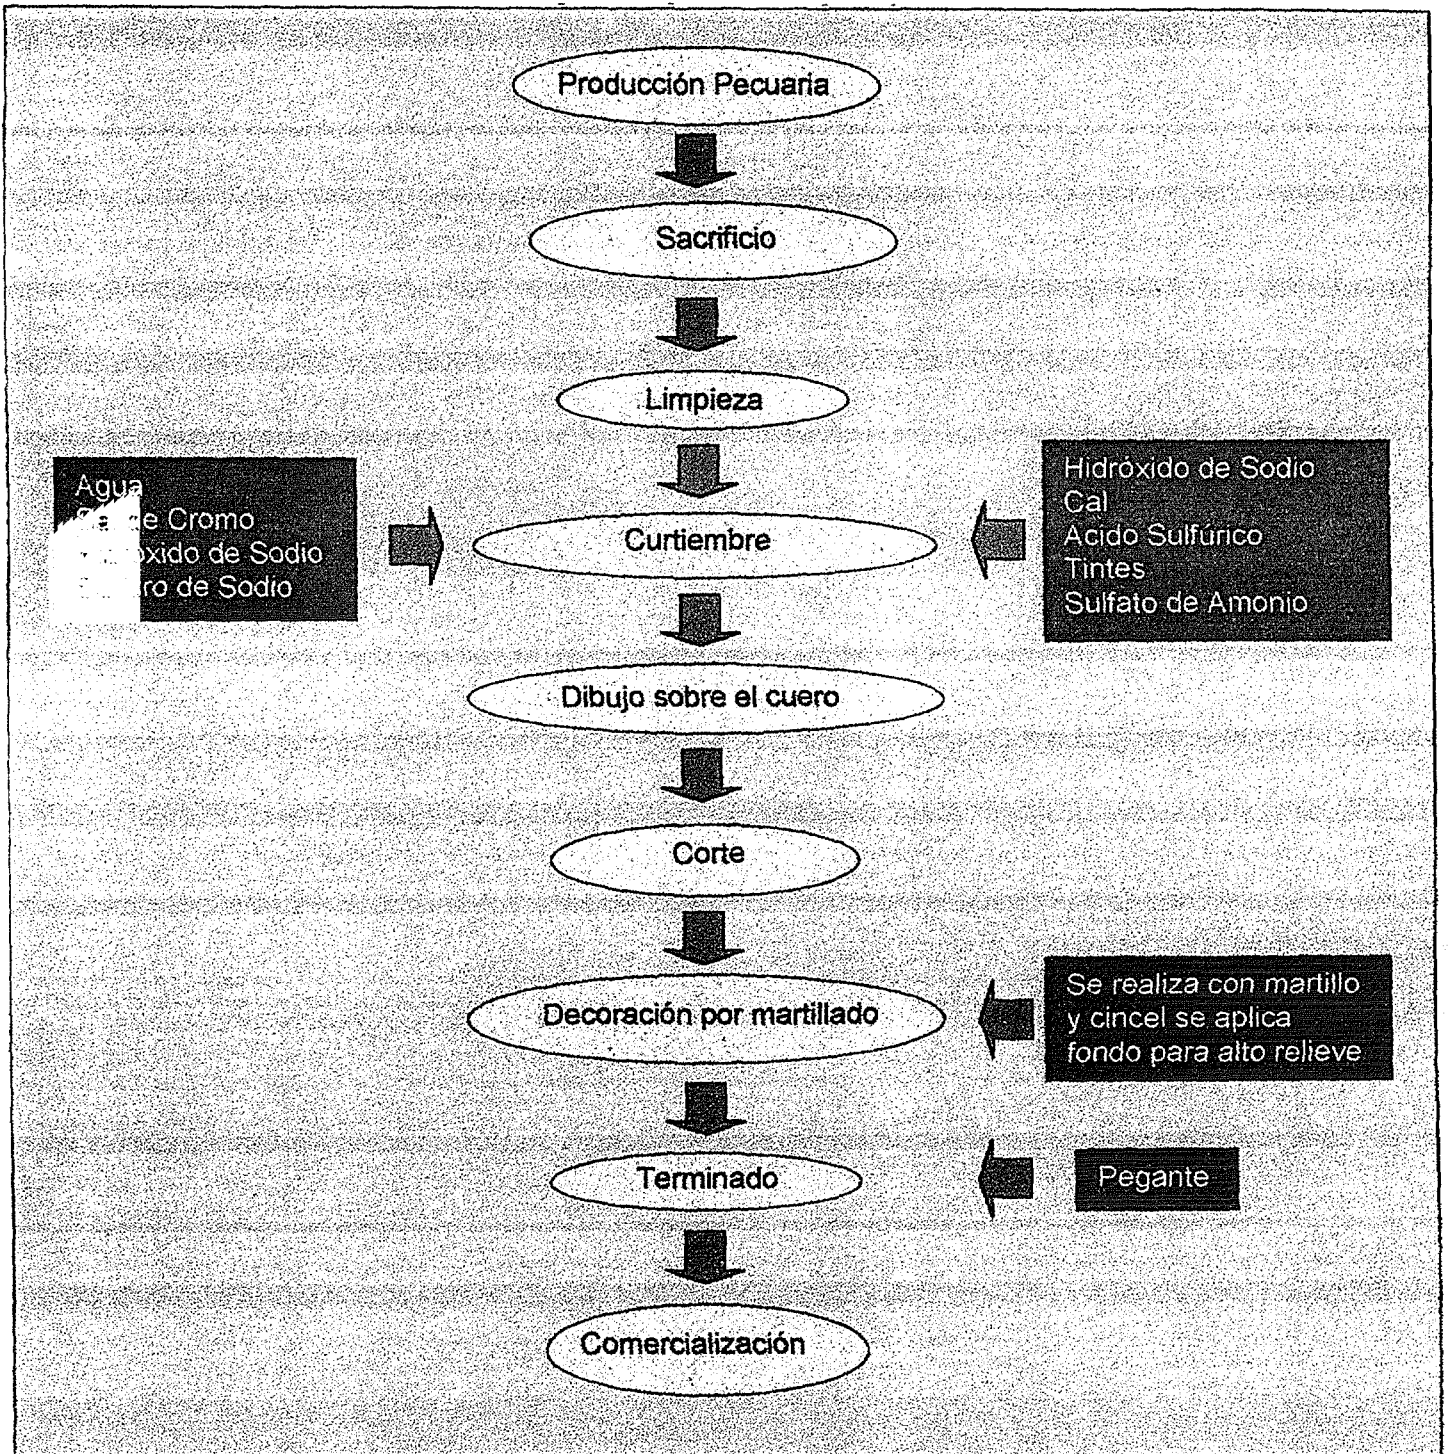 Producción Pecuaria
Sacrificio
Limpieza
Agua
de Cromo
de Sodio
de Sodio
Curtiembre
Hidróxido de Sodio
Cal
Acido Sulfúrico
Tintes
Sulfato de Amonio
Dibujo sobre el cuero
Corte
Decoración por martillado
Se realiza con martillo
y cincel se aplica
fondo para alto relieve
Terminado
Pegante
Comercialización